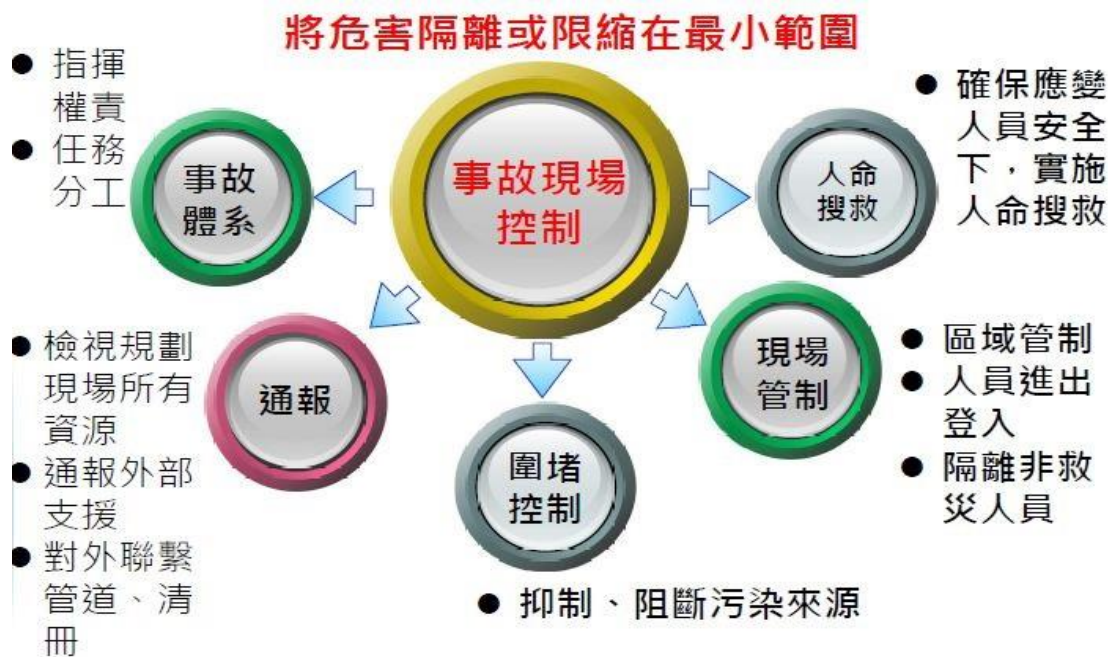 將危害隔離或限縮在最小範圍
● 指揮
權責
● 任務
分工
事故
體系
事故現場
控制
人命
搜救
● 確保應變
人員安全
下，實施
人命搜救
● 檢視規劃
現場所有
資源
● 通報外部
支援
● 對外聯繫
管道、清
冊
通報
圍堵
控制
● 抑制、阻斷污染來源
現場
管制
● 區域管制
● 人員進出
登入
● 隔離非救
災人員